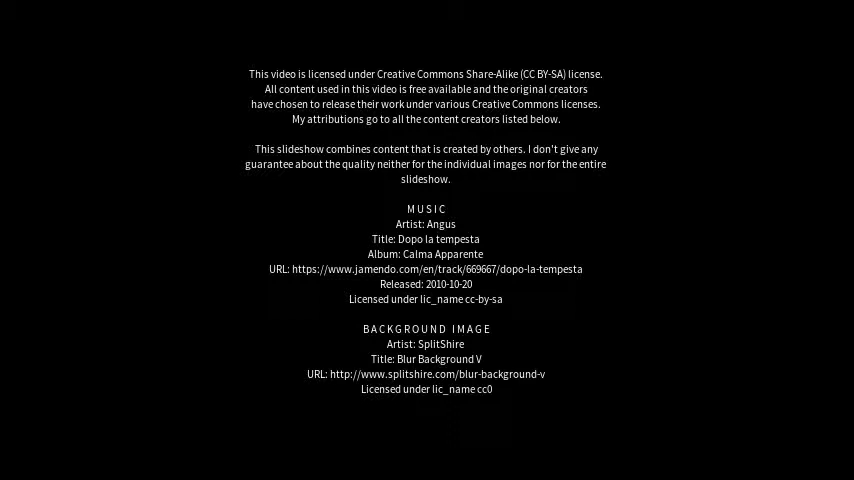 This video is licensed under Creative Commons Share-Alike (CC BY-SA) license.
All content used in this video is free available and the original creators
have chosen to release their work under various Creative Commons licenses.
My attributions go to all the content creators listed below.
This slideshow combines content that is created by others. I don't give any
guarantee about the quality neither for the individual images nor for the entire
slideshow.
MUSIC
Artist: Angus
Title: Dopo la tempesta
Album: Calma Apparente
URL: https://www.jamendo.com/en/track/669667/dopo-la-tempesta
Released: 2010-10-20
Licensed under lic_name cc-by-sa
BACKGROUND IMAGE
Artist: SplitShire
Title: Blur Background V
URL: http://www.splitshire.com/blur-background-v
Licensed under lic_name cc0